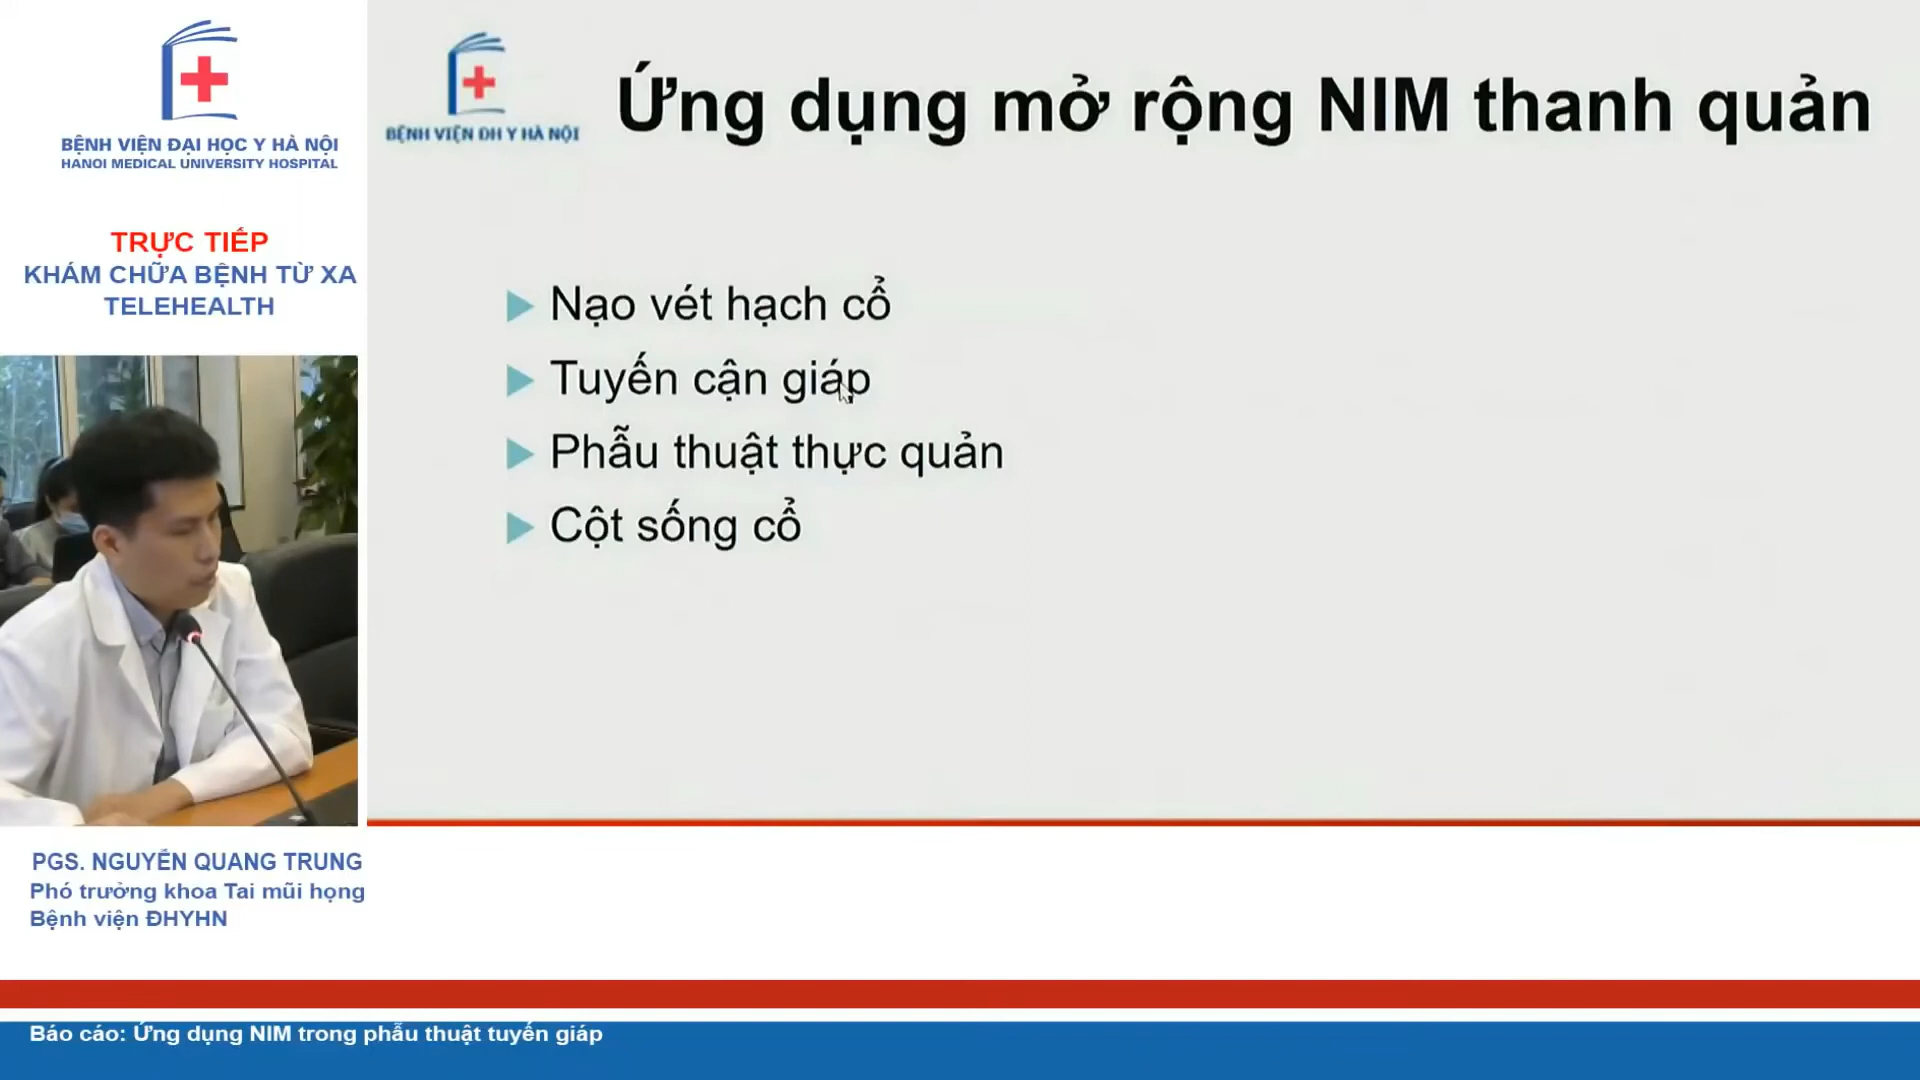 BỆNH VIỆN ĐẠI HỌC Y HÀ NỘI
HANOI MEDICAL UNIVERSITY HOSPITAL
TRỰC TIẾP
KHÁM CHỮA BỆNH TỪ XA
TELEHEALTH
BỆNH VIỆN ĐH Y HÀ NỘI
Ứng dụng mở rộng NIM thanh quản
Nạo vét hạch cổ
Tuyến cận giáp
Phẫu thuật thực quản
Cột sống cổ
PGS. NGUYỄN QUANG TRUNG
Phó trưởng khoa Tai mũi họng
Bệnh viện ĐHYHN
Báo cáo: Ứng dụng NIM trong phẫu thuật tuyến giáp